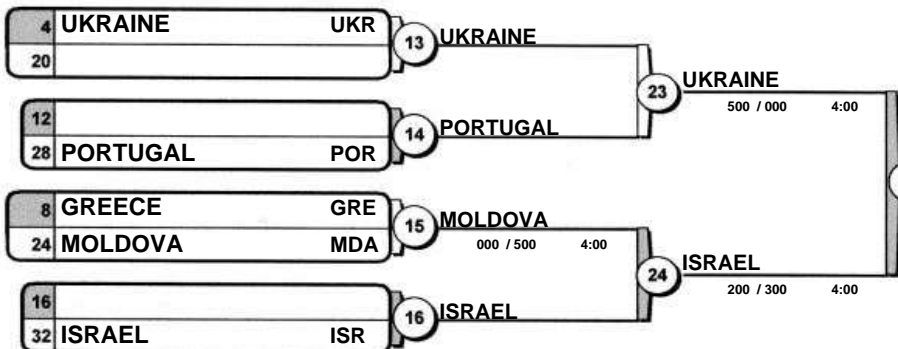 4 UKRAINE UKR
20
13 UKRAINE
12
28 PORTUGAL POR
14 PORTUGAL
23 UKRAINE
500 / 000 4:00
8 GREECE GRE
24 MOLDOVA MDA
15 MOLDOVA
000 / 500 4:00
16
32 ISRAEL ISR
16 ISRAEL
24 ISRAEL
200 / 300 4:00